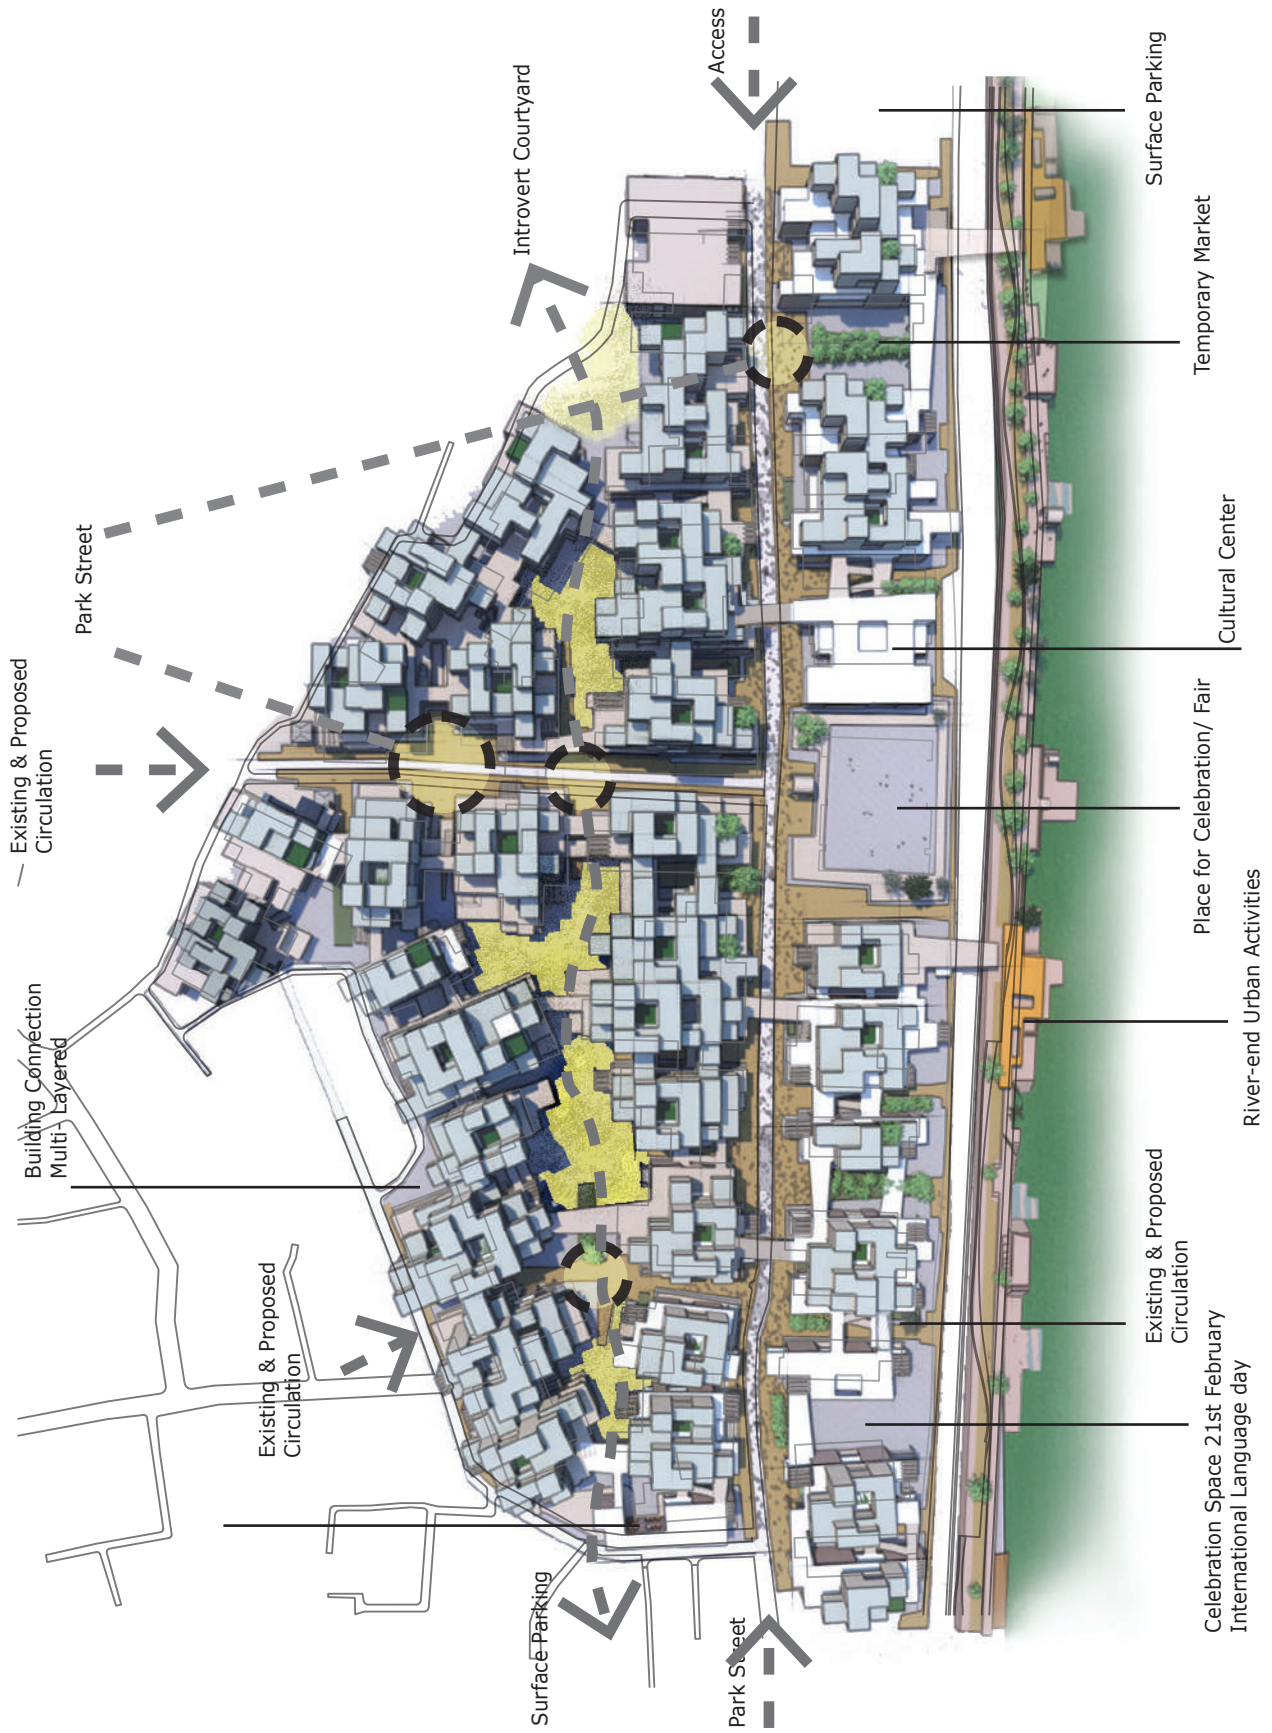 Access
Surface Parking
Introvert Courtyard
Temporary Market
Park Street
Cultural Center
Existing & Proposed
Circulation
Place for Celebration/ Fair
Building Connection
Multi- Layered
River-end Urban Activities
Existing & Proposed
Circulation
Existing & Proposed
Circulation
Celebration Space 21st February
International Language day
Surface Parking
Park Street